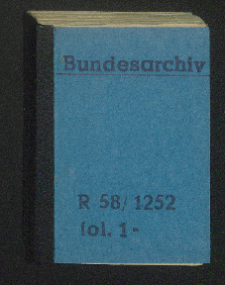 Bundesarchiv
R 58/1252
fol. 1-